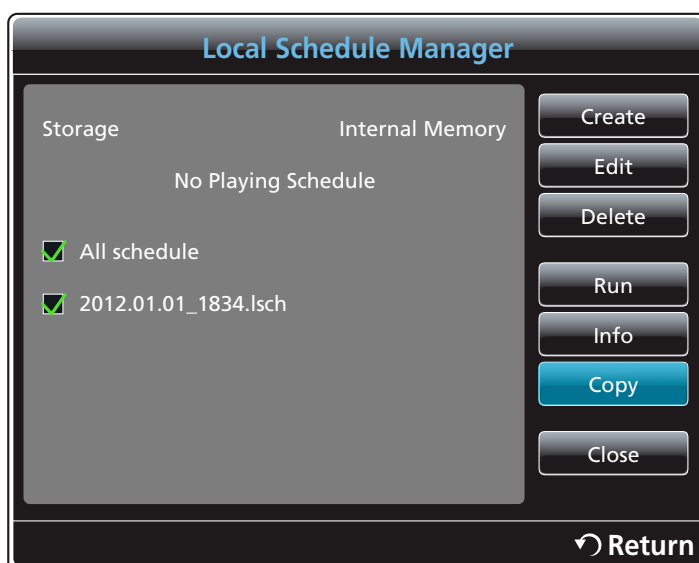 Local Schedule Manager
Storage Internal Memory
No Playing Schedule
All schedule
2012.01.01_1834.lsch
Create
Edit
Delete
Run
Info
Copy
Close
Return